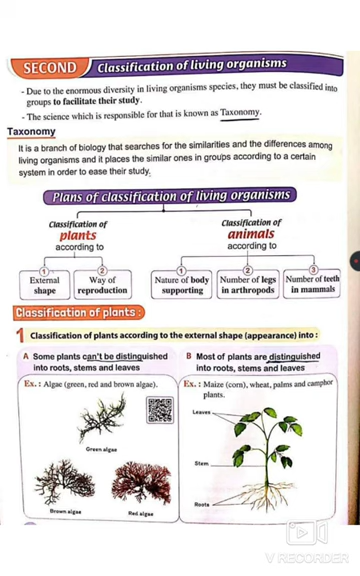 SECOND Classification of living organisms
- Due to the enormous diversity in living organisms species, they must be classified into
groups to facilitate their study.
- The science which is responsible for that is known as Taxonomy.
Taxonomy
It is a branch of biology that searches for the similarities and the differences among
living organisms and it places the similar ones in groups according to a certain
system in order to ease their study.
Plans of classification of living organisms
Classification of
plants
according to
1
External
shape
2
Way of
reproduction
Classification of
animals
according to
1
Nature of body
supporting
2
Number of legs
in arthropods
3
Number of teeth
in mammals
Classification of plants :
1 Classification of plants according to the external shape (appearance) into :
A Some plants can't be distinguished
into roots, stems and leaves
Ex. : Algae (green, red and brown algae).
Green algae
Brown algae
Red algae
B Most of plants are distinguished
into roots, stems and leaves
Ex. : Maize (corn), wheat, palms and camphor
plants.
Leaves
Stem
Roots
V RECORDER